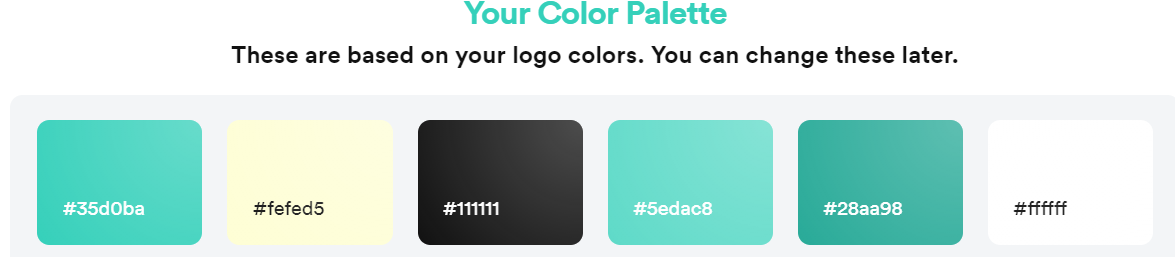 Your Color Palette
These are based on your logo colors. You can change these later.
#35d0ba
#fefed5
#111111
#5edac8
#28aa98
#ffffff